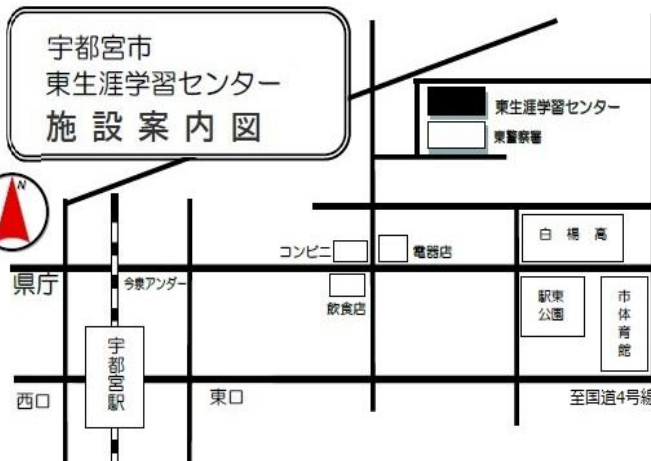 宇都宮市
東生涯学習センター
施設案内図
東生涯学習センター
東警察署
N
白楊高
コンビニ
電器店
県庁
今泉アンダー
飲食店
駅東
公園
市体育館
宇都宮駅
西口
東口
至国道4号線